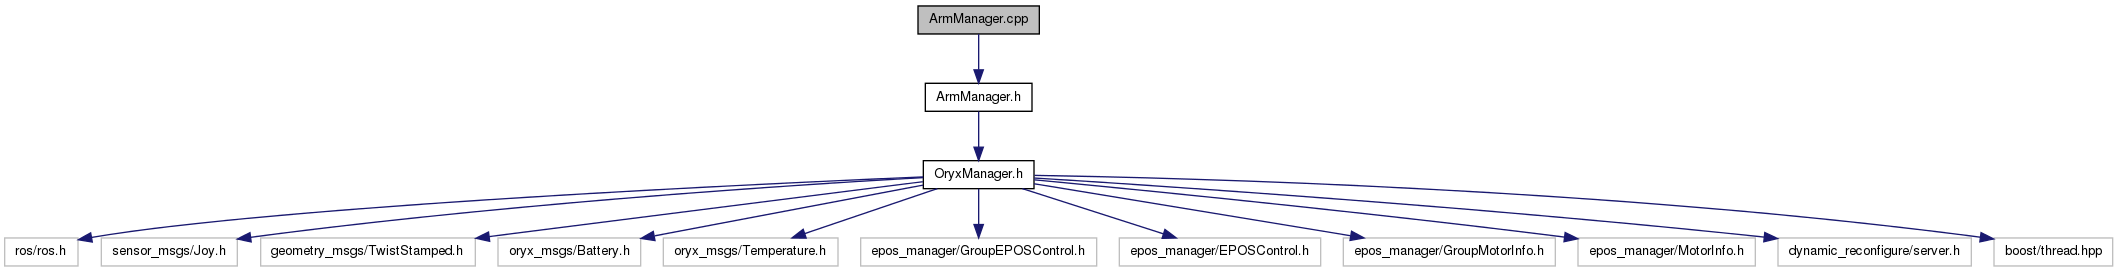 ArmManager.cpp
ArmManager.h
OryxManager.h
ros/ros.h
sensor_msgs/Joy.h
geometry_msgs/TwistStamped.h
oryx_msgs/Battery.h
oryx_msgs/Temperature.h
epos_manager/GroupEPOSControl.h
epos_manager/EPOSControl.h
epos_manager/GroupMotorInfo.h
epos_manager/MotorInfo.h
dynamic_reconfigure/server.h
boost/thread.hpp